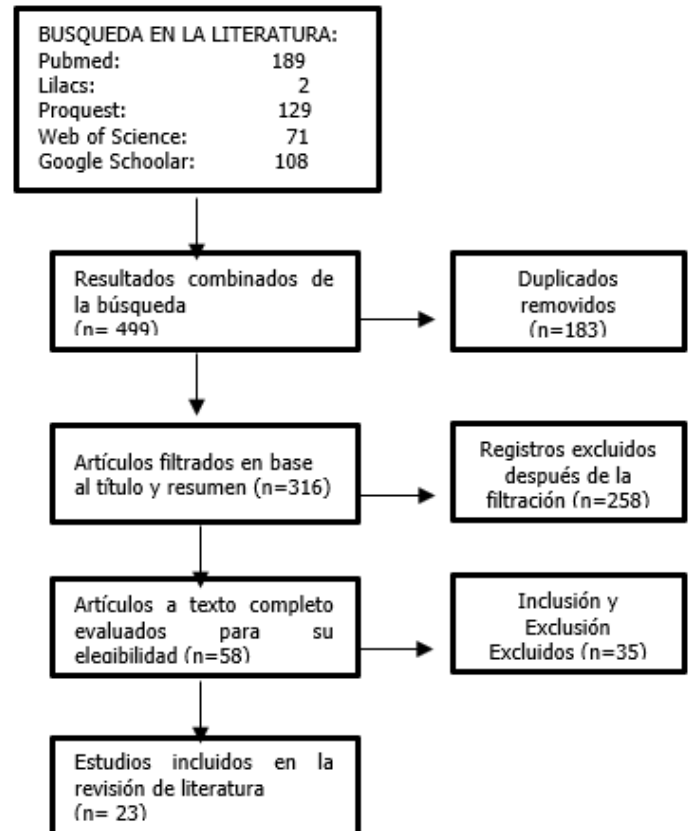 BUSQUEDA EN LA LITERATURA:
Pubmed: 189
Lilacs: 2
Proquest: 129
Web of Science: 71
Google Schoolar: 108
Resultados combinados de
la búsqueda
(n= 499)
Duplicados
removidos
(n=183)
Artículos filtrados en base
al título y resumen (n=316)
Registros excluidos
después de la
filtración (n=258)
Artículos a texto completo
evaluados para su
elegibilidad (n=58)
Inclusión y
Exclusión
Excluidos (n=35)
Estudios incluidos en la
revisión de literatura
(n= 23)